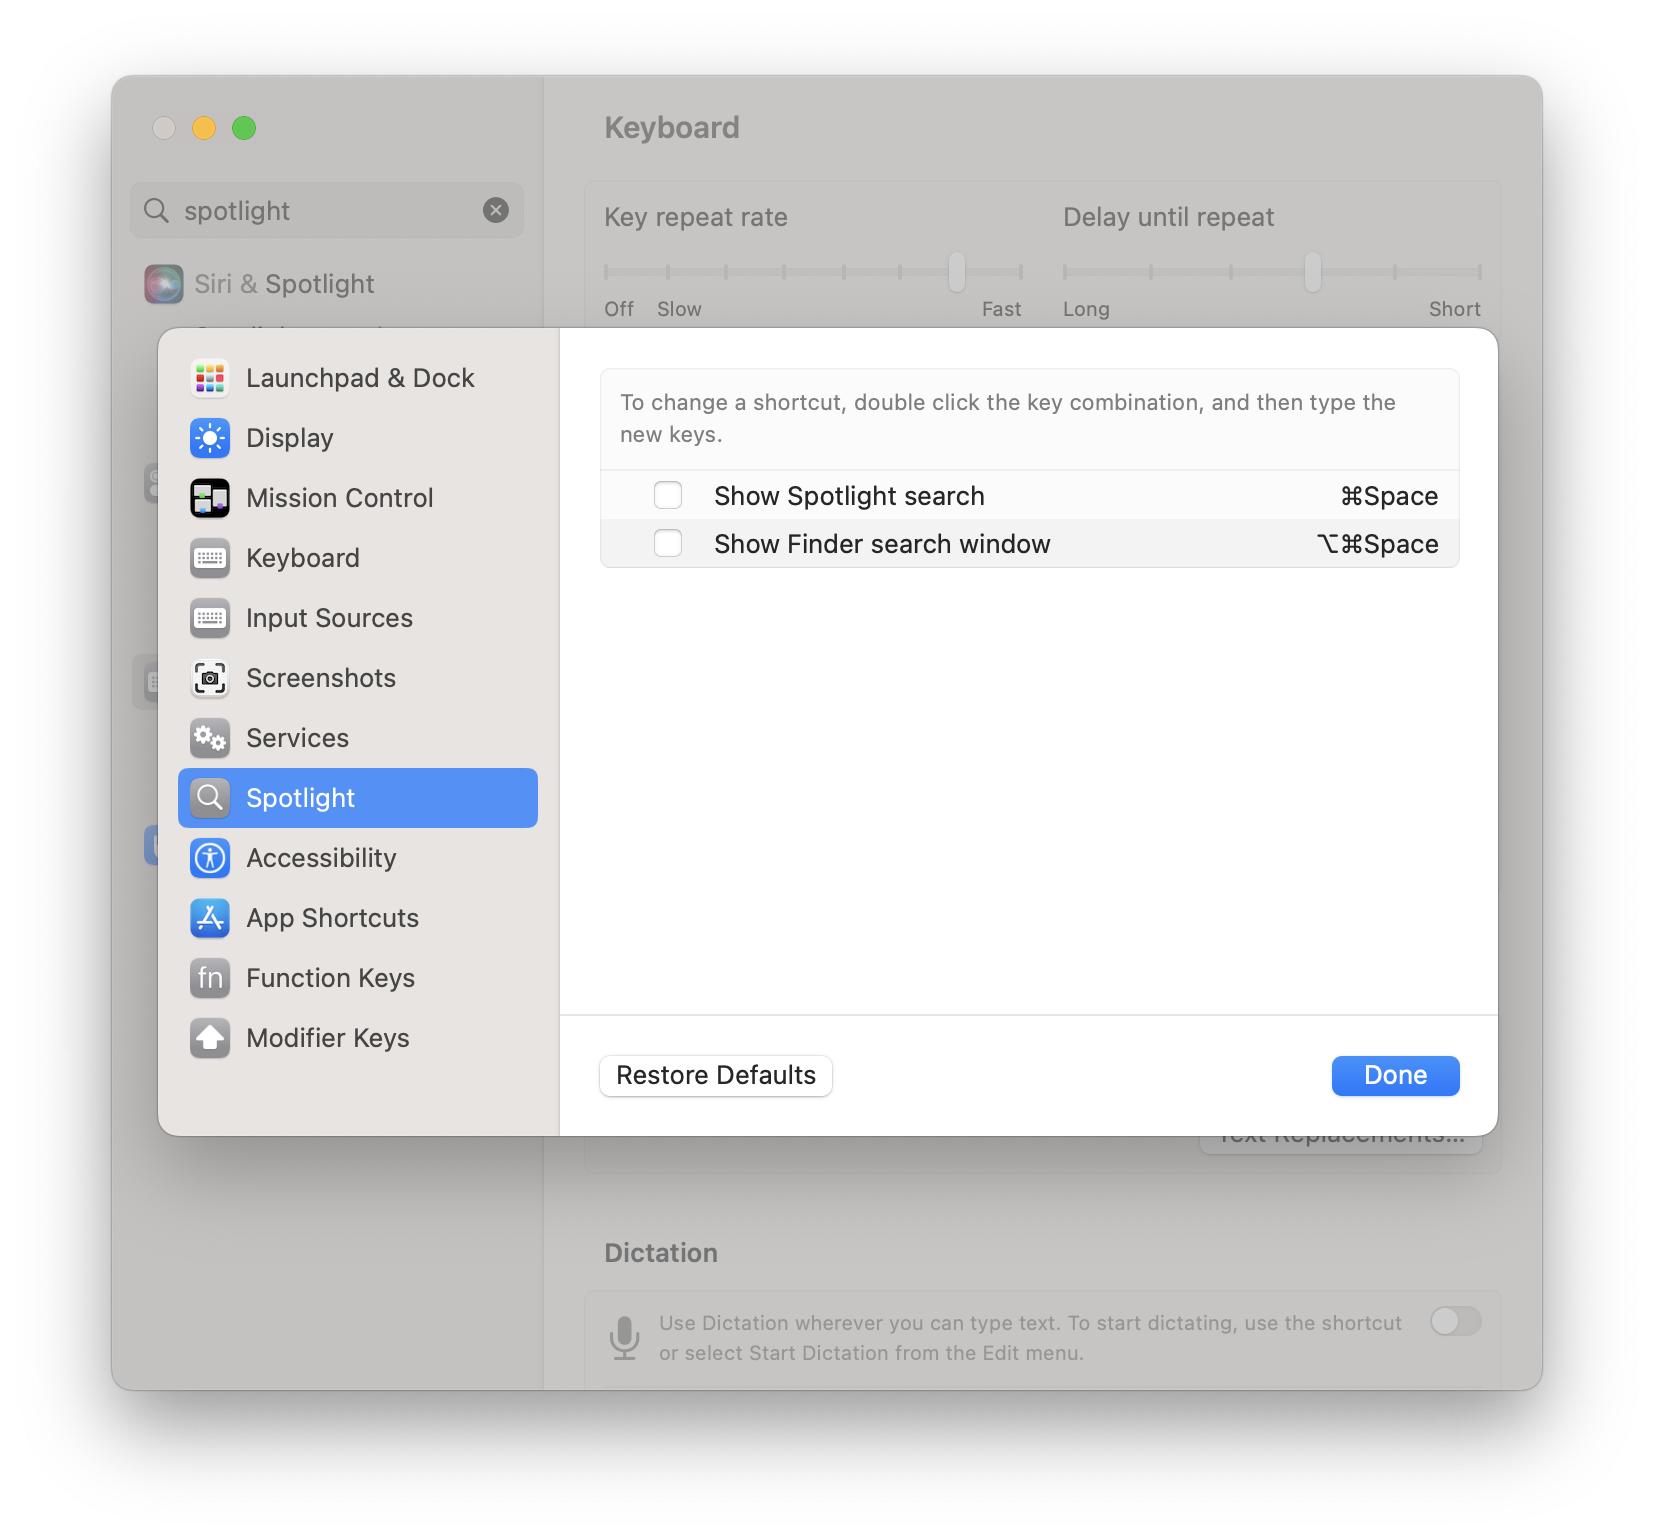 Keyboard
spotlight
Key repeat rate
Delay until repeat
Siri & Spotlight
Off
Slow
Fast
Long
Short
Launchpad & Dock
Display
Mission Control
Keyboard
Input Sources
Screenshots
Services
Spotlight
Accessibility
App Shortcuts
fn
Function Keys
Modifier Keys
To change a shortcut, double click the key combination, and then type the
new keys.
Show Spotlight search
⌘Space
Show Finder search window
⌥⌘Space
Restore Defaults
Done
Text Replacements...
Dictation
Use Dictation wherever you can type text. To start dictating, use the shortcut
or select Start Dictation from the Edit menu.